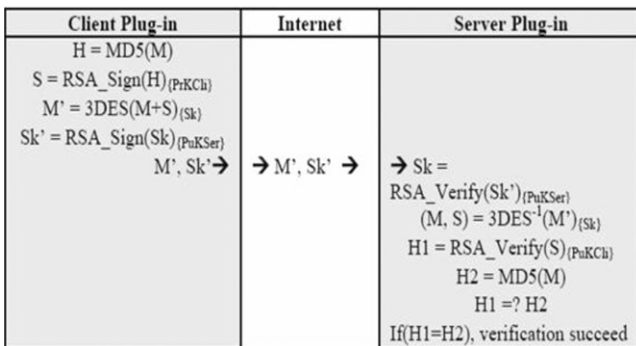 Client Plug-in Internet Server Plug-in
H = MD5(M)
S = RSA_Sign(H){PrKCli}
M' = 3DES(M+S){Sk}
Sk' = RSA_Sign(Sk){PuKSer}
M', Sk'→ → M', Sk' → → Sk =
RSA_Verify(Sk'){PuKSer}
(M, S) = 3DES⁻¹(M'){Sk}
H1 = RSA_Verify(S){PuKCli}
H2 = MD5(M)
H1 =? H2
If(H1=H2), verification succeed